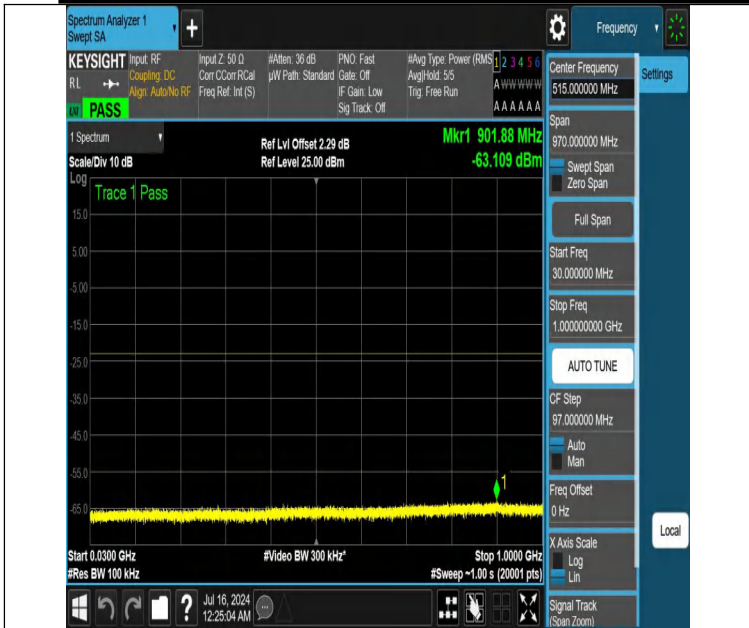 Spectrum Analyzer 1
Swept SA
+
Frequency
KEYSIGHT
RL
PASS
Input: RF
Coupling: DC
Align: Auto/No RF
Input Z: 50 Ω
Corr CCorr RCal
Freq Ref: Int (S)
#Atten: 36 dB
µW Path: Standard
PNO: Fast
Gate: Off
IF Gain: Low
Sig Track: Off
#Avg Type: Power (RMS
Avg|Hold: 5/5
Trig: Free Run
1 2 3 4 5 6
A W W W W W
A A A A A A
1 Spectrum
Scale/Div 10 dB
Ref Lvl Offset 2.29 dB
Ref Level 25.00 dBm
Mkr1 901.88 MHz
-63.109 dBm
Log
Trace 1 Pass
15.0
5.00
-5.00
-15.0
-25.0
-35.0
-45.0
-55.0
-65.0
1
Start 0.0300 GHz
#Res BW 100 kHz
#Video BW 300 kHz*
Stop 1.0000 GHz
#Sweep ~1.00 s (20001 pts)
Center Frequency
515.000000 MHz
Settings
Span
970.000000 MHz
Swept Span
Zero Span
Full Span
Start Freq
30.000000 MHz
Stop Freq
1.000000000 GHz
AUTO TUNE
CF Step
97.000000 MHz
Auto
Man
Freq Offset
0 Hz
Local
X Axis Scale
Log
Lin
Signal Track
(Span Zoom)
?
Jul 16, 2024
12:25:04 AM